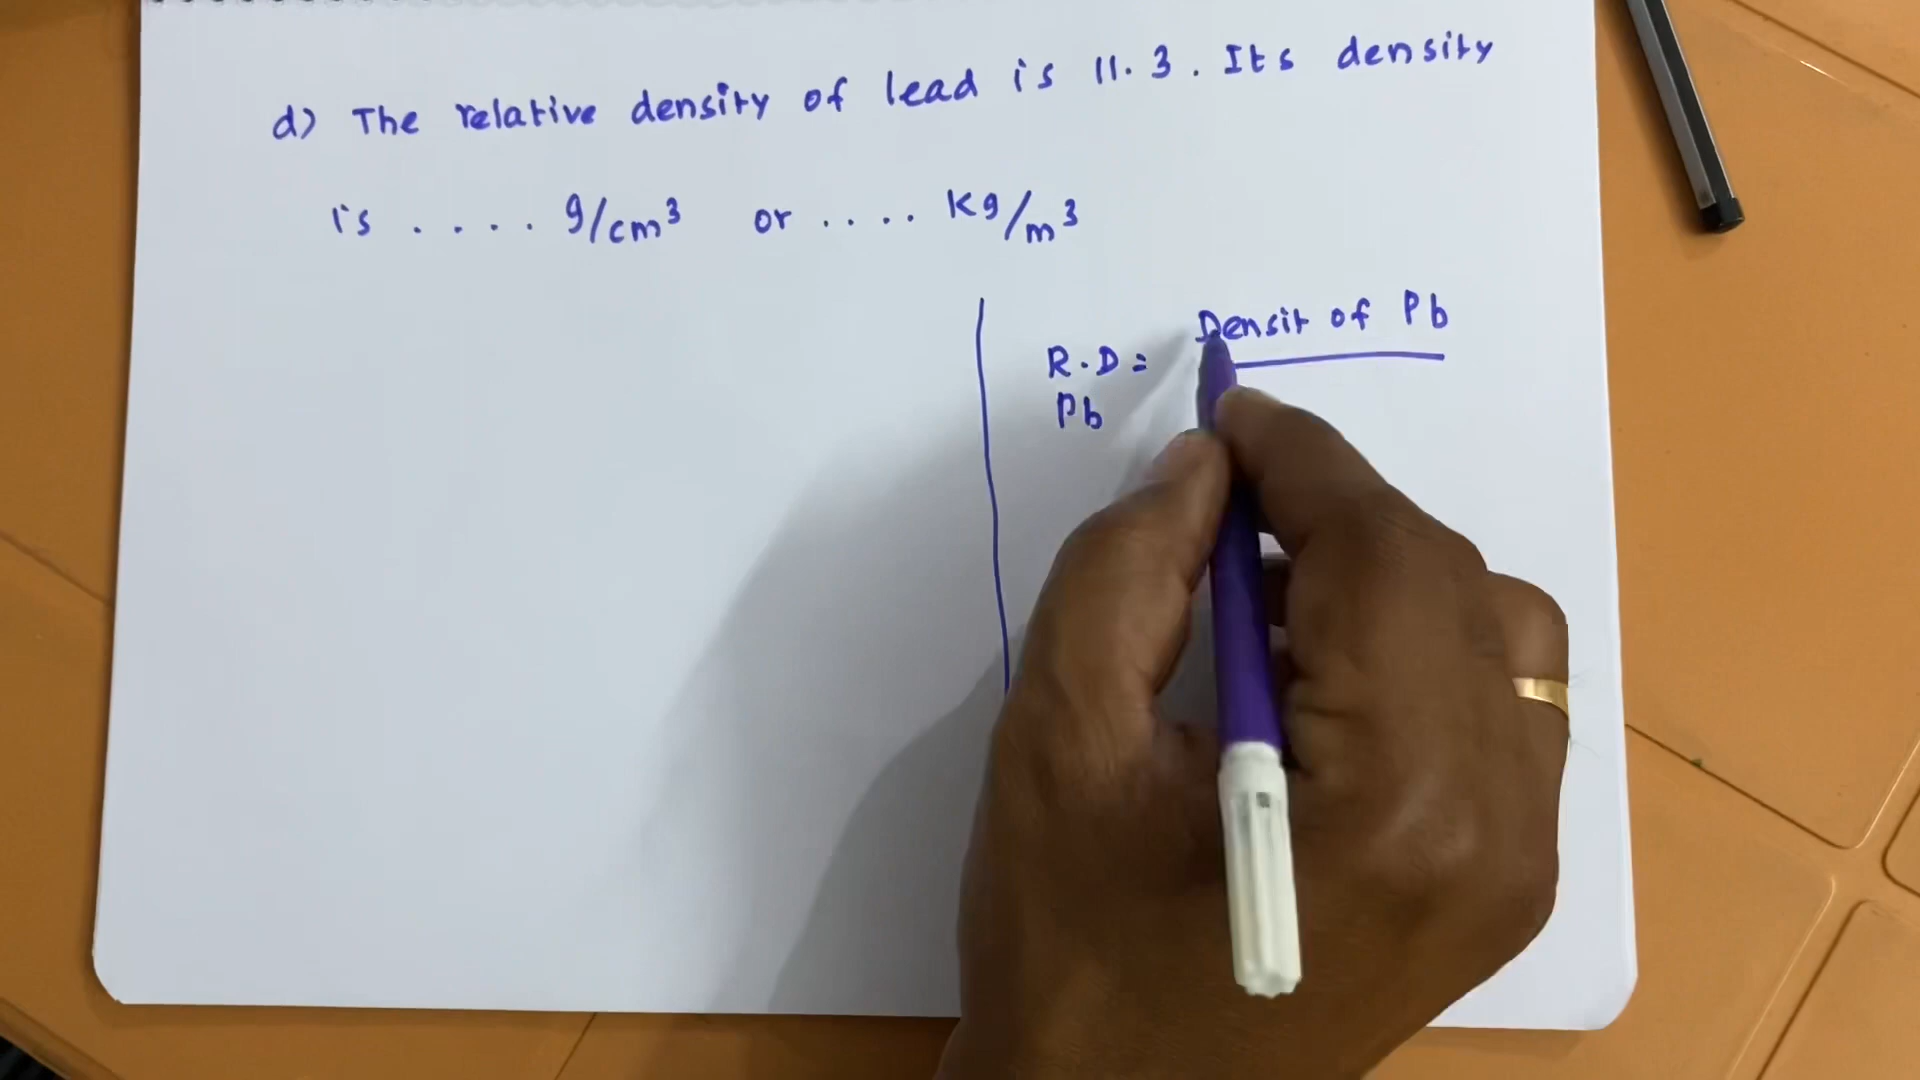 d) The relative density of lead is 11.3. Its density
is .... g/cm³ or .... kg/m³
Densit of Pb
R.D =
Pb